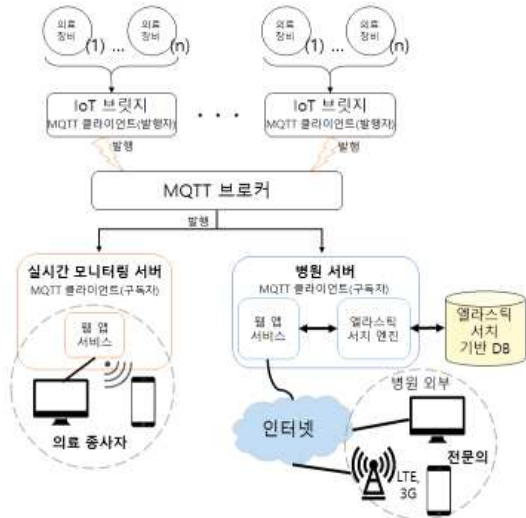 의료
장비
(1)
...
의료
장비
(n)
의료
장비
(1)
...
의료
장비
(n)
IoT 브릿지
MQTT 클라이언트(발행자)
. . .
IoT 브릿지
MQTT 클라이언트(발행자)
발행
발행
MQTT 브로커
발행
실시간 모니터링 서버
MQTT 클라이언트(구독자)
웹 앱
서비스
의료 종사자
병원 서버
MQTT 클라이언트(구독자)
웹 앱
서비스
엘라스틱
서치 엔진
엘라스틱
서치
기반 DB
인터넷
병원 외부
전문의
LTE,
3G